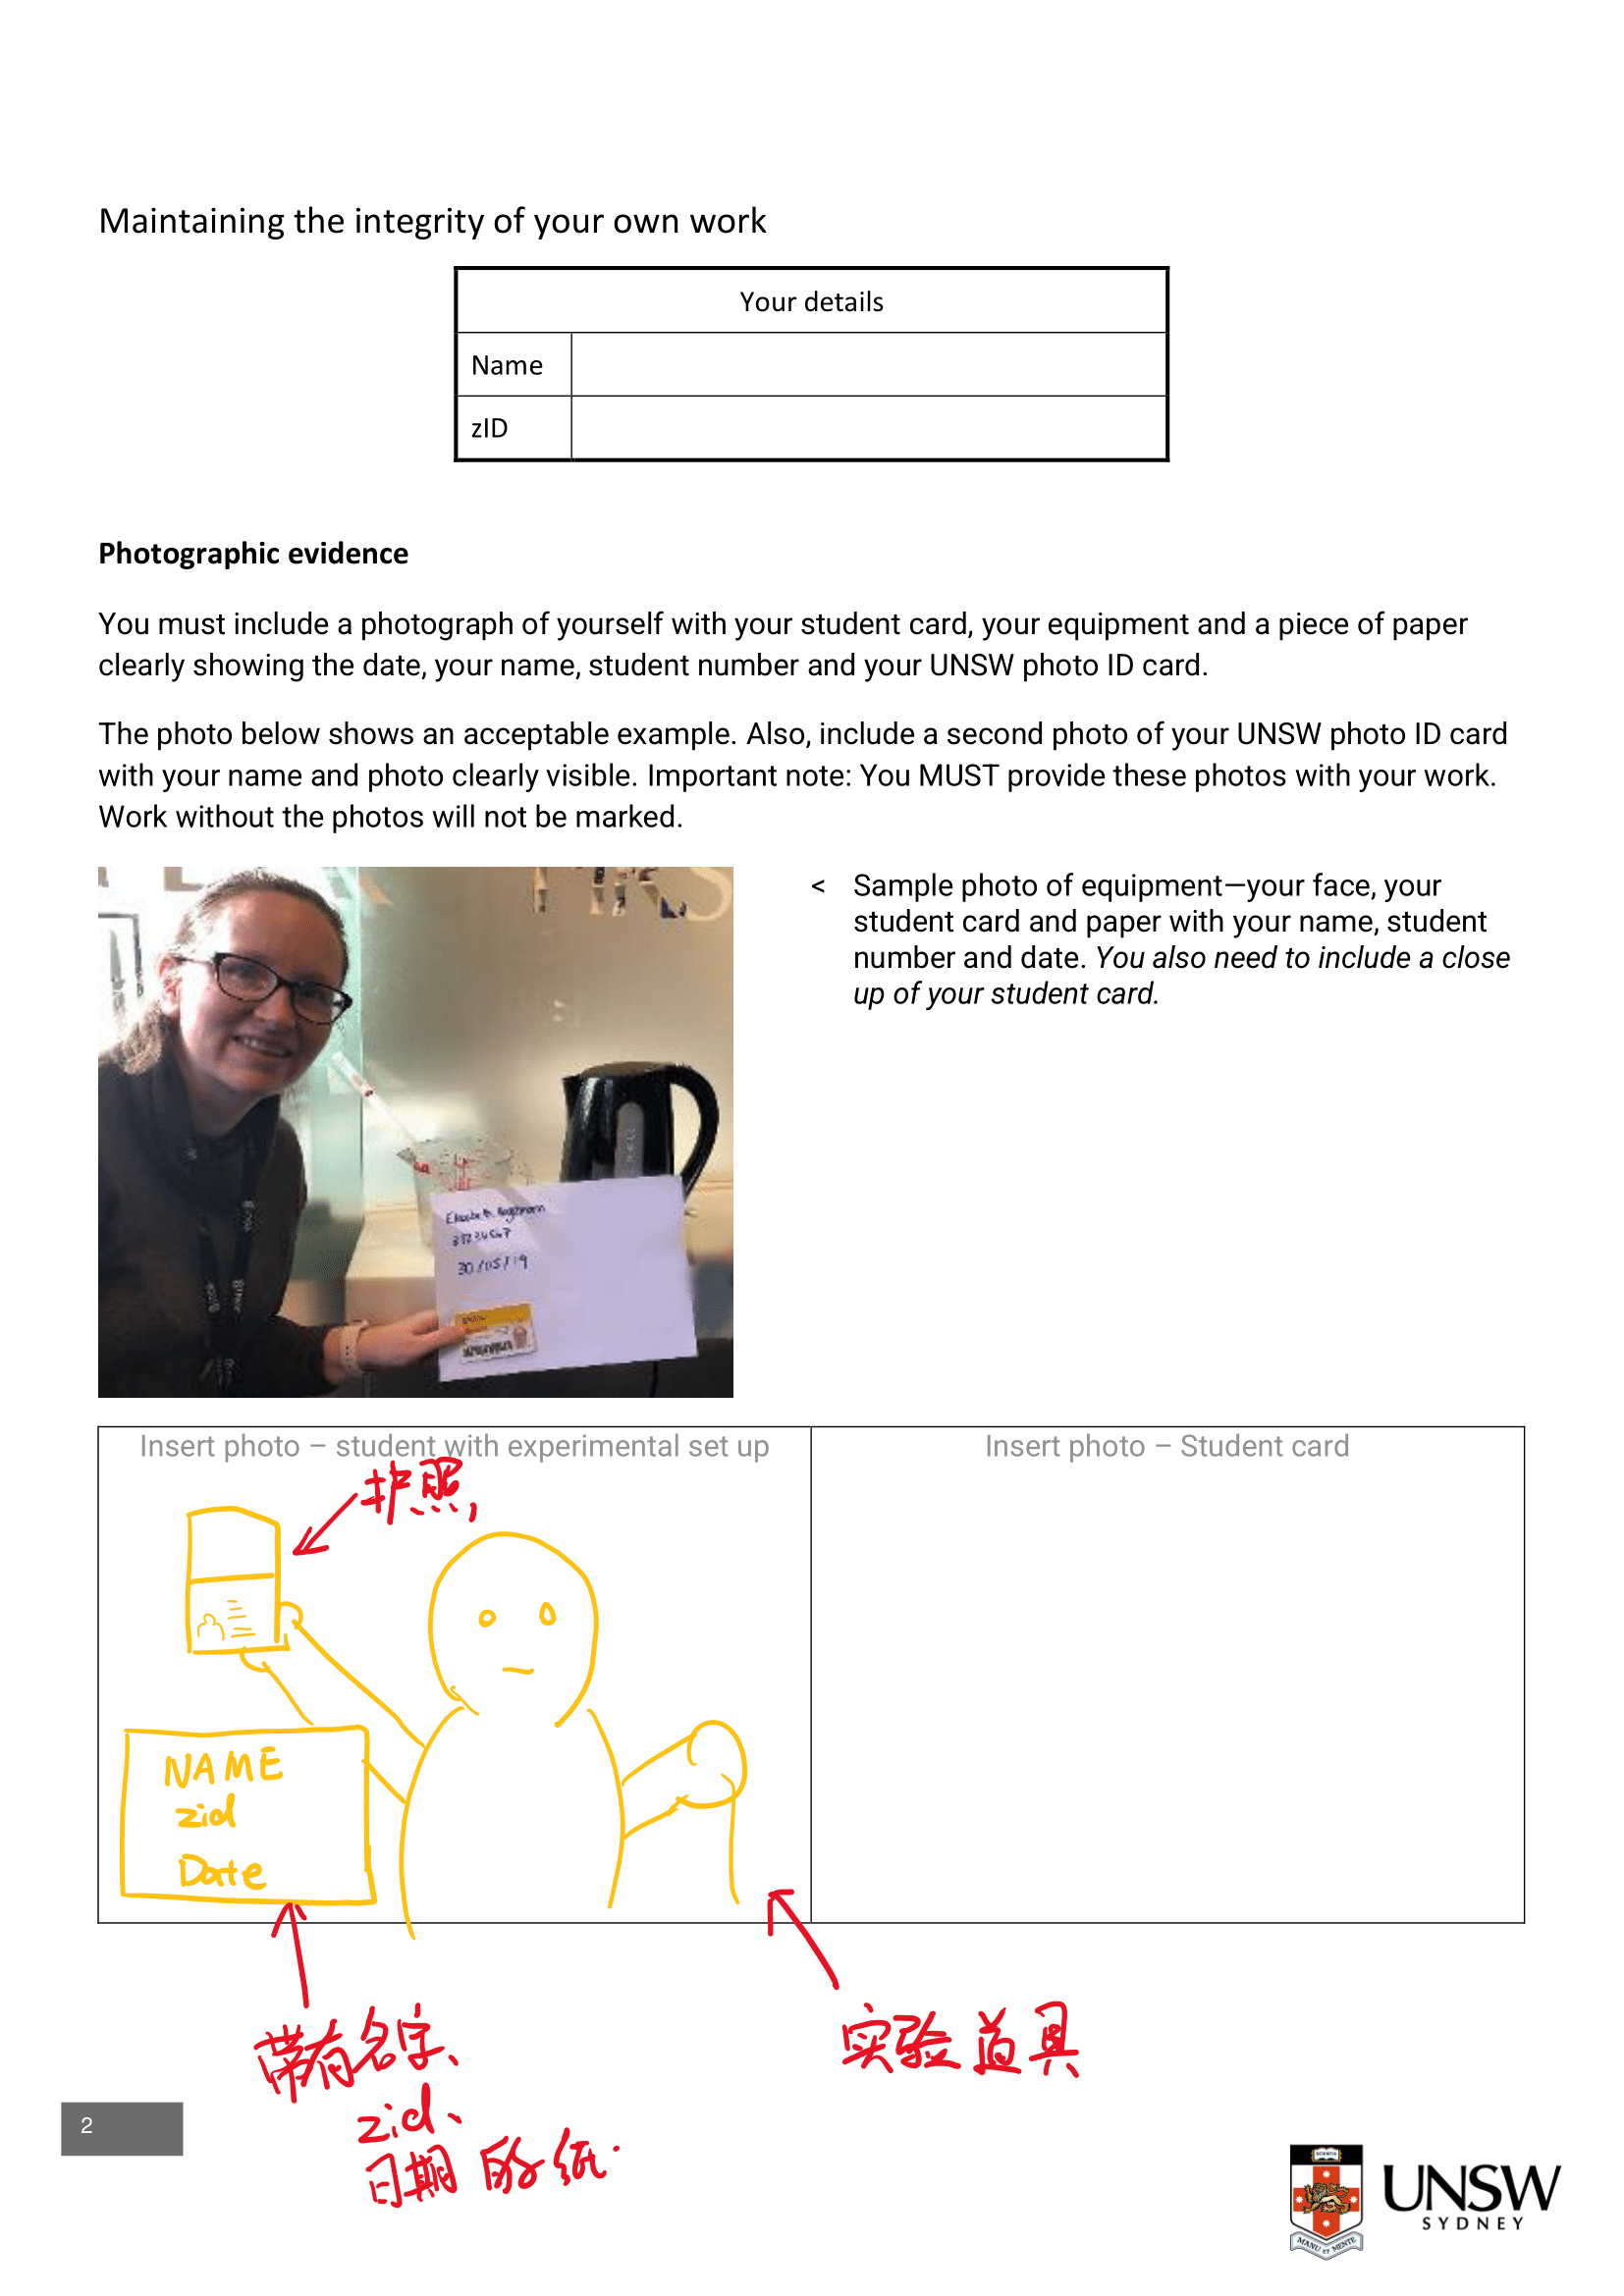 Maintaining the integrity of your own work
Your details
Name
zID
Photographic evidence
You must include a photograph of yourself with your student card, your equipment and a piece of paper
clearly showing the date, your name, student number and your UNSW photo ID card.
The photo below shows an acceptable example. Also, include a second photo of your UNSW photo ID card
with your name and photo clearly visible. Important note: You MUST provide these photos with your work.
Work without the photos will not be marked.
< Sample photo of equipment—your face, your
student card and paper with your name, student
number and date. You also need to include a close
up of your student card.
30/05/19
Insert photo – student with experimental set up
Insert photo – Student card
护照,
NAME
zid
Date
带有名字、
zid、
日期的纸.
实验道具
2
SCIENTIA
MANU ET MENTE
UNSW
SYDNEY